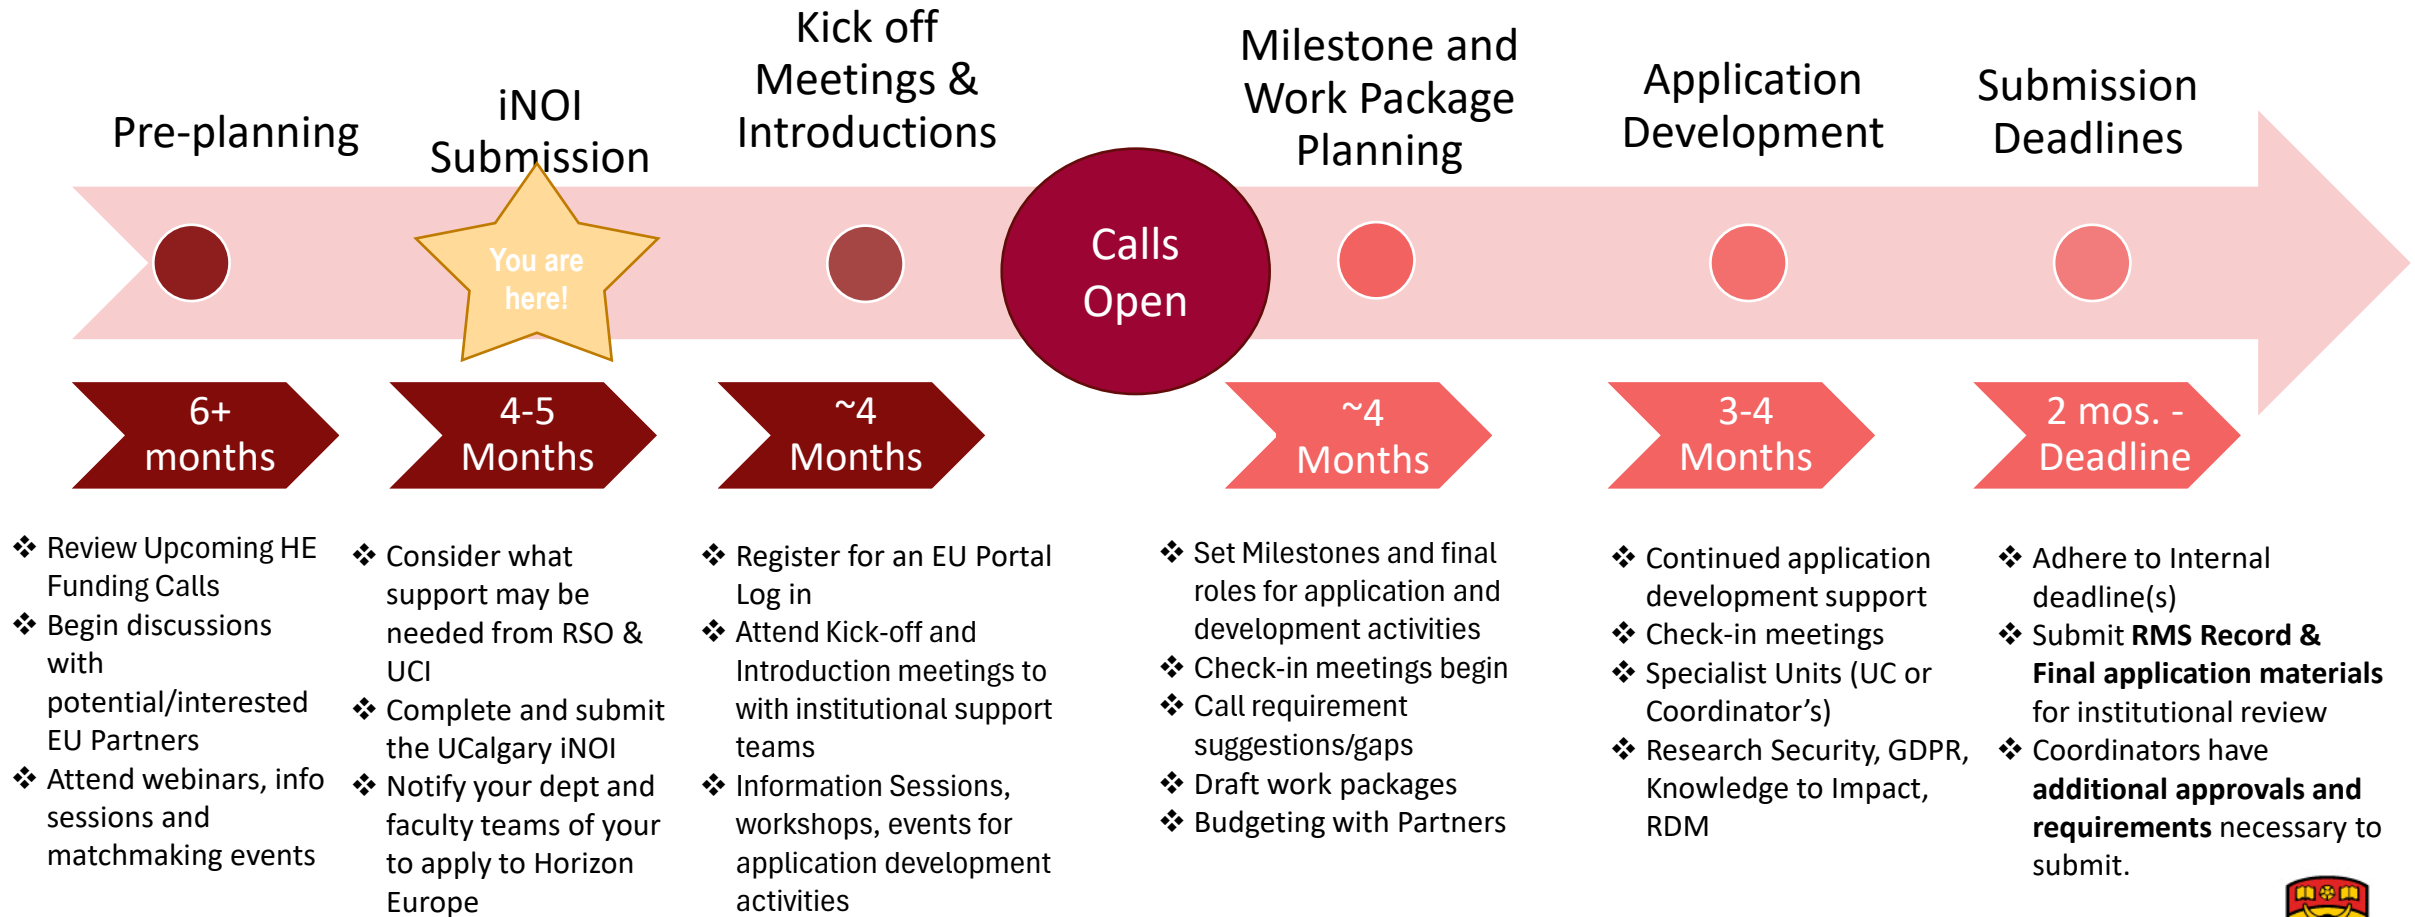 Pre-planning
iNOI
Submission
Kick off
Meetings &
Introductions
Milestone and
Work Package
Planning
Application
Development
Submission
Deadlines
You are
here!
Calls
Open
6+
months
4-5
Months
~4
Months
~4
Months
3-4
Months
2 mos. -
Deadline
❖ Review Upcoming HE
Funding Calls
❖ Begin discussions
with
potential/interested
EU Partners
❖ Attend webinars, info
sessions and
matchmaking events
❖ Consider what
support may be
needed from RSO &
UCI
❖ Complete and submit
the UCalgary iNOI
❖ Notify your dept and
faculty teams of your
to apply to Horizon
Europe
❖ Register for an EU Portal
Log in
❖ Attend Kick-off and
Introduction meetings to
with institutional support
teams
❖ Information Sessions,
workshops, events for
application development
activities
❖ Set Milestones and final
roles for application and
development activities
❖ Check-in meetings begin
❖ Call requirement
suggestions/gaps
❖ Draft work packages
❖ Budgeting with Partners
❖ Continued application
development support
❖ Check-in meetings
❖ Specialist Units (UC or
Coordinator’s)
❖ Research Security, GDPR,
Knowledge to Impact,
RDM
❖ Adhere to Internal
deadline(s)
❖ Submit RMS Record &
Final application materials
for institutional review
❖ Coordinators have
additional approvals and
requirements necessary to
submit.